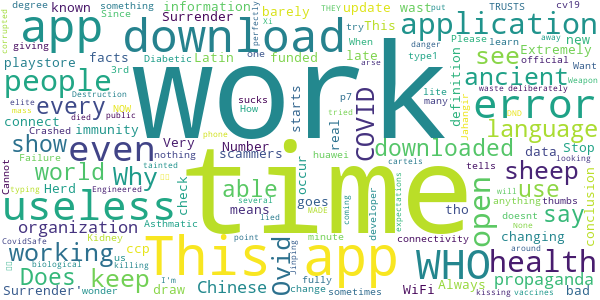 degree something information update wast but application type1 cv19
known barely put TRUSTS
Since Surrender Please Xi
corrupted app download try This
playstore facts Latin one funded When late new
giving perfectly see Extremely official
people Diabetic arse learn danger away
work definition Want Weapon
3rd sucks p7 lite ancient
connect Crashed NOW every How starts many error waste deliberately
elite immunity died Destruction public COVID
mass Number real downloaded language AND Jahangir
show even Very nothing phone tried
Cannot world Herd Why scammers huawei data Stop
tainted cartels sheep
typing Failure means able occur tells thumbs looking
check goes tho use conclusion
useless Engineered time doesnt None
organization several lied MADE coming developer expectations open say will
Asthmatic minute changing anything
CovidSafe Kidney point connectivity around
working ccp us This app Ovid WHO health
Does keep Chinese fully Jinping WiFi Always propaganda
biological killing change
Surrender' wonder I'm draw sometimes THEY kissing vaccines bad